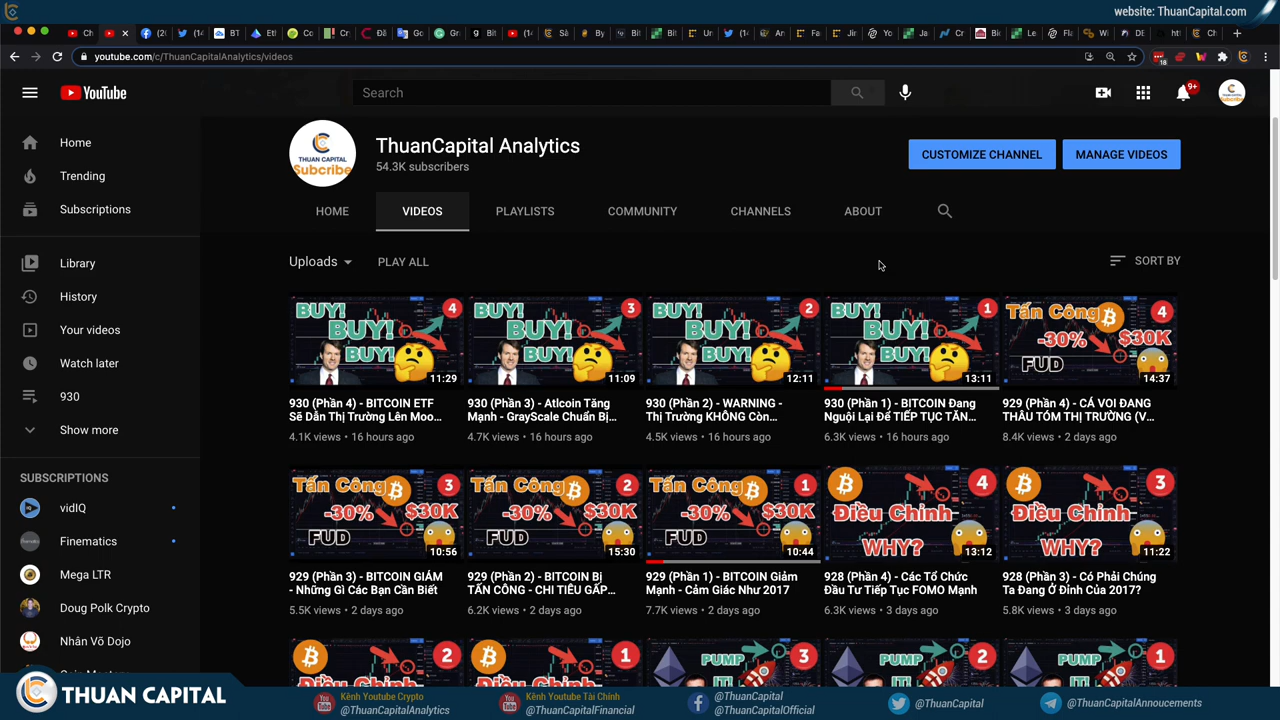 website: ThuanCapital.com
youtube.com/c/ThuanCapitalAnalytics/videos
18
YouTube
Search
9+
Home
Trending
Subscriptions
Library
History
Your videos
Watch later
930
Show more
SUBSCRIPTIONS
vidIQ
Finematics
Mega LTR
Doug Polk Crypto
Nhân Võ Dojo
THUAN CAPITAL
Subcribe
ThuanCapital Analytics
54.3K subscribers
CUSTOMIZE CHANNEL
MANAGE VIDEOS
HOME
VIDEOS
PLAYLISTS
COMMUNITY
CHANNELS
ABOUT
Uploads
PLAY ALL
SORT BY
BUY! BUY! BUY! 4 11:29
BUY! BUY! BUY! 3 11:09
BUY! BUY! BUY! 2 12:11
BUY! BUY! BUY! 1 13:11
Tấn Công -30% $30K FUD 4 14:37
930 (Phần 4) - BITCOIN ETF
Sẽ Dẫn Thị Trường Lên Moo...
4.1K views • 16 hours ago
930 (Phần 3) - Atlcoin Tăng
Mạnh - GrayScale Chuẩn Bị...
4.7K views • 16 hours ago
930 (Phần 2) - WARNING -
Thị Trường KHÔNG Còn...
4.5K views • 16 hours ago
930 (Phần 1) - BITCOIN Đang
Nguội Lại Để TIẾP TỤC TĂN...
6.3K views • 16 hours ago
929 (Phần 4) - CÁ VOI ĐANG
THÂU TÓM THỊ TRƯỜNG (V...
8.4K views • 2 days ago
Tấn Công -30% $30K FUD 3 10:56
Tấn Công -30% $30K FUD 2 15:30
Tấn Công -30% $30K FUD 1 10:44
Điều Chỉnh WHY? 4 13:12
Điều Chỉnh WHY? 3 11:22
929 (Phần 3) - BITCOIN GIÁM
- Những Gì Các Bạn Cần Biết
5.5K views • 2 days ago
929 (Phần 2) - BITCOIN Bị
TẤN CÔNG - CHI TIÊU GẤP...
6.2K views • 2 days ago
929 (Phần 1) - BITCOIN Giảm
Mạnh - Cảm Giác Như 2017
7.7K views • 2 days ago
928 (Phần 4) - Các Tổ Chức
Đầu Tư Tiếp Tục FOMO Mạnh
6.3K views • 3 days ago
928 (Phần 3) - Có Phải Chúng
Ta Đang Ở Đỉnh Của 2017?
5.8K views • 3 days ago
2
1
PUMP IT! 3
PUMP IT! 2
PUMP IT! 1
THUAN CAPITAL
Kênh Youtube Crypto
@ThuanCapitalAnalytics
Kênh Youtube Tài Chính
@ThuanCapitalFinancial
@ThuanCapital
@ThuanCapitalOfficial
@ThuanCapital
@ThuanCapitalAnnoucements